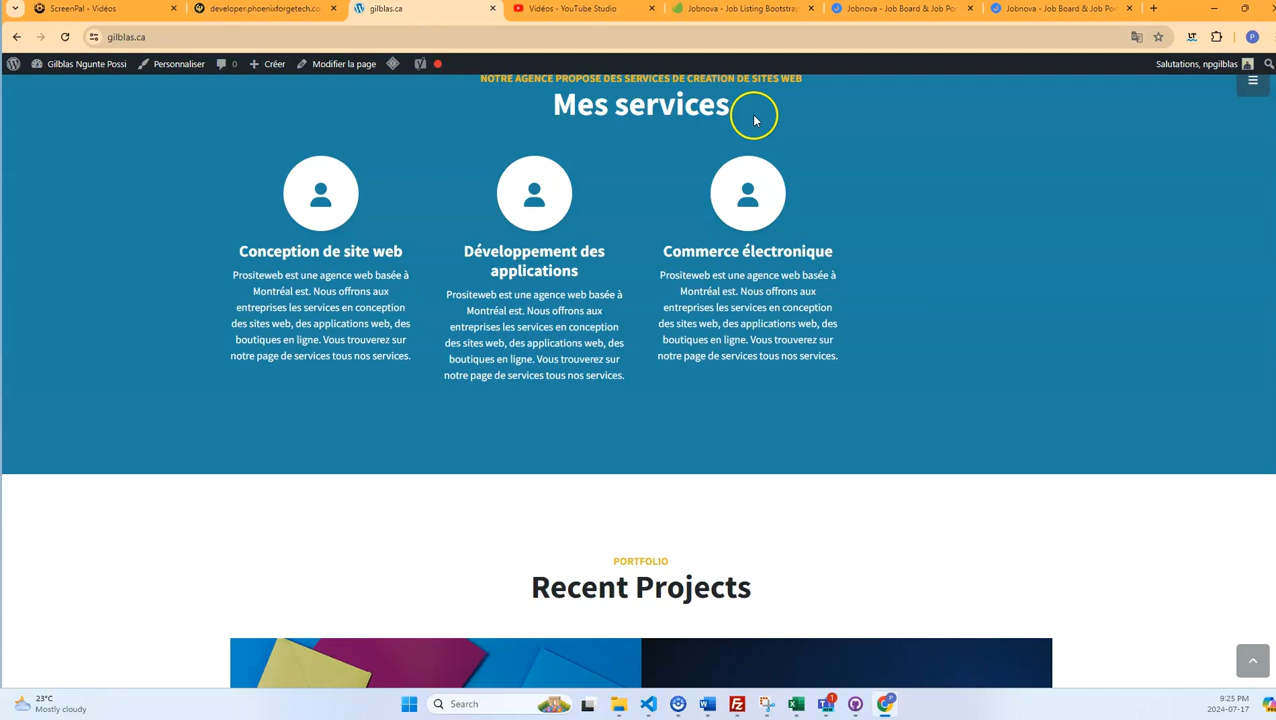 ScreenPal - Vidéos
developer.phoenixforgetech.co
gilblas.ca
Vidéos - YouTube Studio
Jobnova - Job Listing Bootstrap
Jobnova - Job Board & Job Po
Jobnova - Job Board & Job Po
gilblas.ca
Gilblas Ngunte Possi
Personnaliser
0
Créer
Modifier la page
Salutations, npgilblas
NOTRE AGENCE PROPOSE DES SERVICES DE CREATION DE SITES WEB
Mes services
Conception de site web
Prositeweb est une agence web basée à
Montréal est. Nous offrons aux
entreprises les services en conception
des sites web, des applications web, des
boutiques en ligne. Vous trouverez sur
notre page de services tous nos services.
Développement des
applications
Prositeweb est une agence web basée à
Montréal est. Nous offrons aux
entreprises les services en conception
des sites web, des applications web, des
boutiques en ligne. Vous trouverez sur
notre page de services tous nos services.
Commerce électronique
Prositeweb est une agence web basée à
Montréal est. Nous offrons aux
entreprises les services en conception
des sites web, des applications web, des
boutiques en ligne. Vous trouverez sur
notre page de services tous nos services.
PORTFOLIO
Recent Projects
23°C
Mostly cloudy
Search
1
9:25 PM
2024-07-17